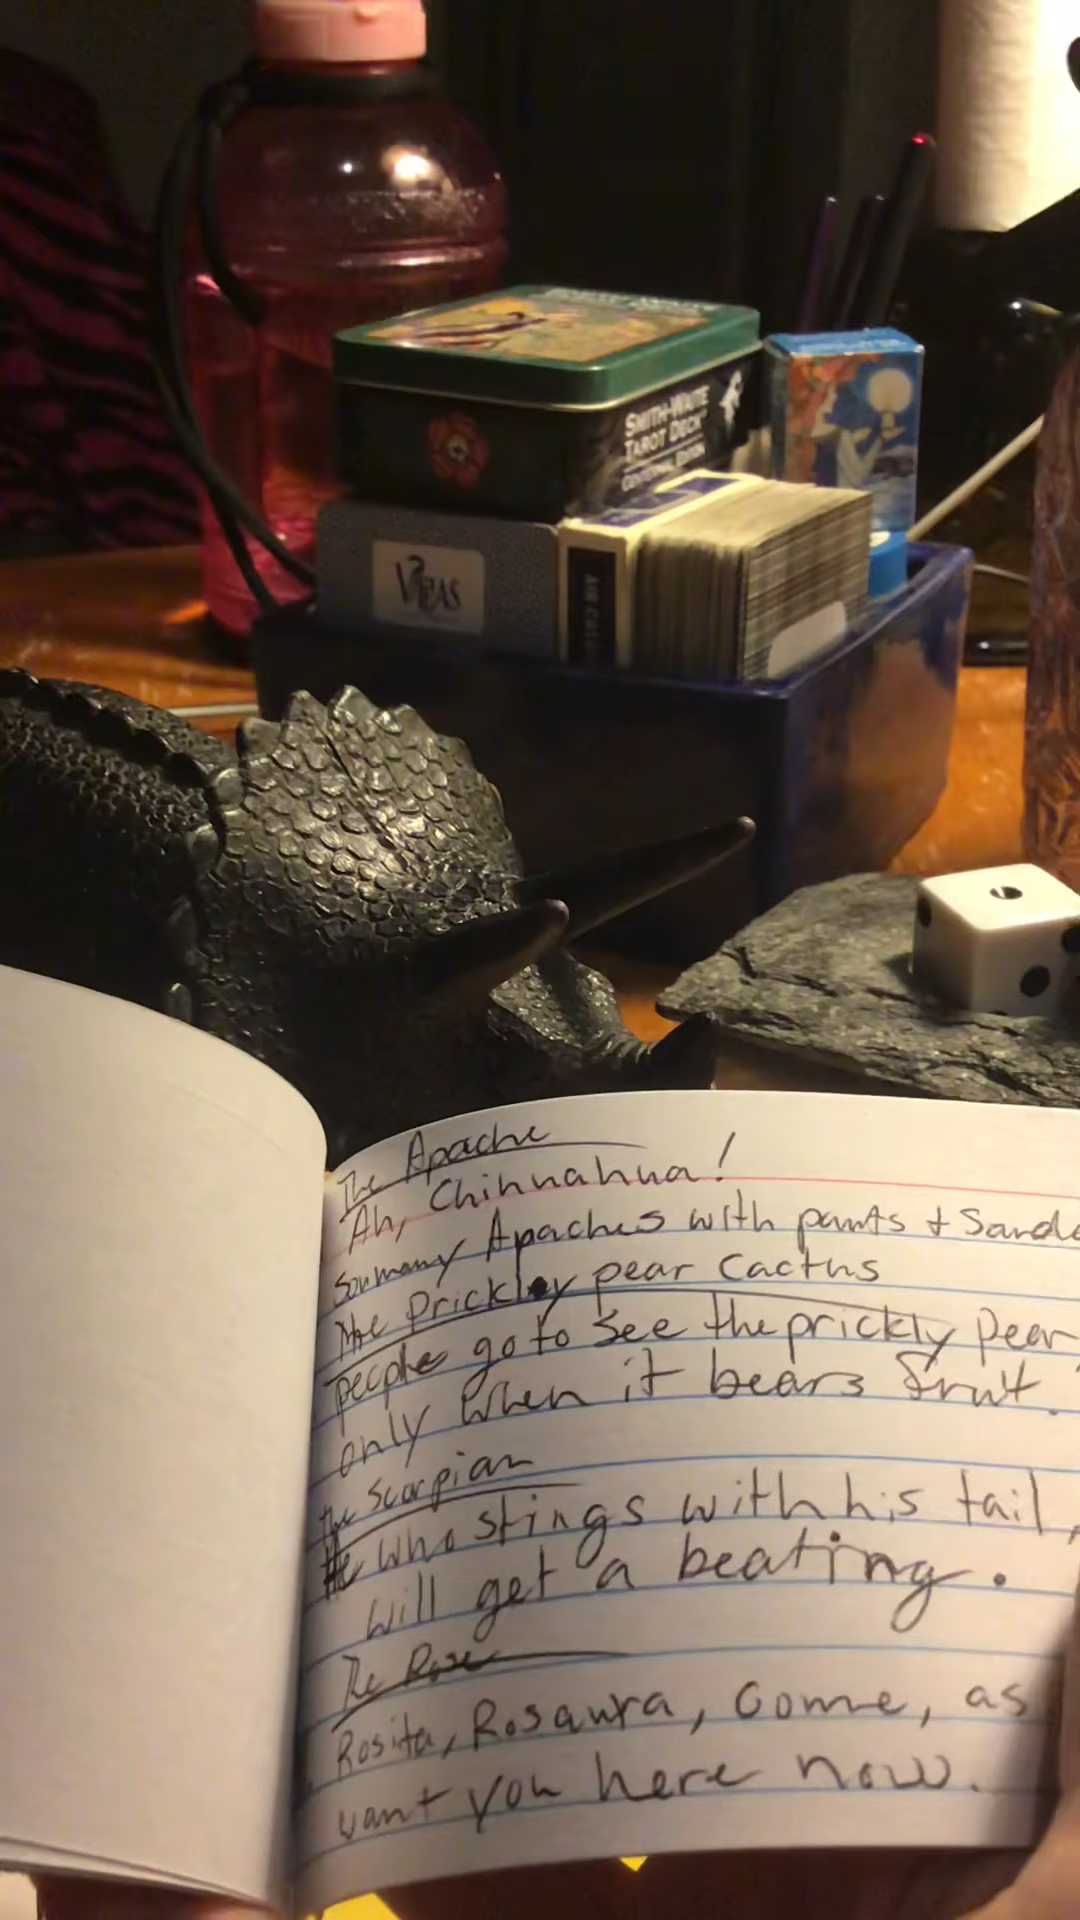 SMITH-WAITE
TAROT DECK
CENTENNIAL EDITION
The Apache
Ah, Chihuahua!
So many Apaches with pants + Sanda
The Prickley pear Cactus
people go to see the prickly pear
only when it bears fruit.
the Scorpian
He who stings with his tail,
will get a beating.
The Rose
Rosita, Rosaura, come, as
want you here now.